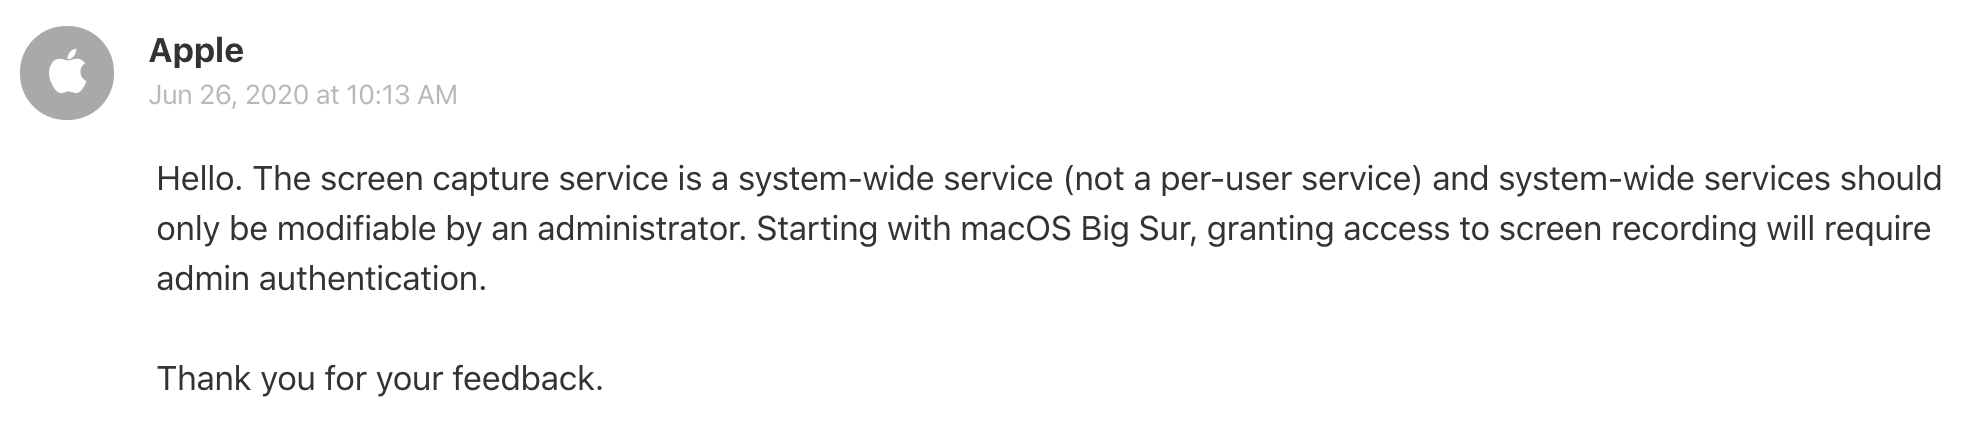 Apple
Jun 26, 2020 at 10:13 AM
Hello. The screen capture service is a system-wide service (not a per-user service) and system-wide services should
only be modifiable by an administrator. Starting with macOS Big Sur, granting access to screen recording will require
admin authentication.
Thank you for your feedback.